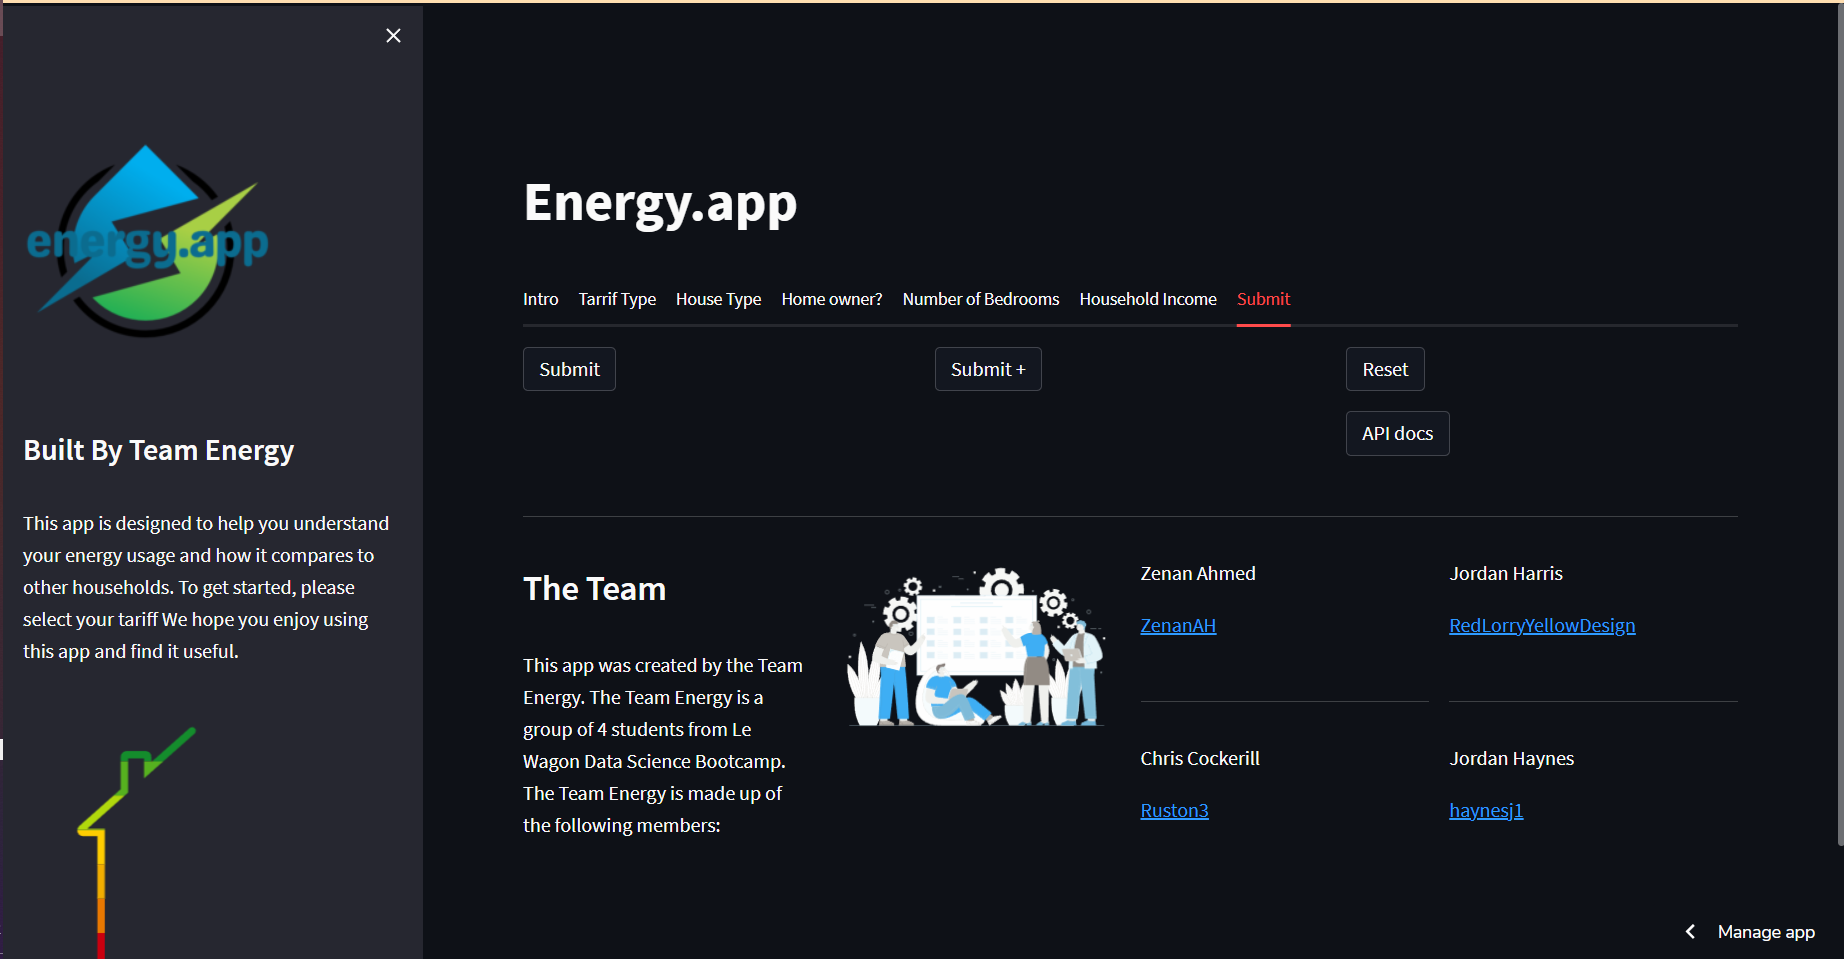 energy.app
Built By Team Energy
This app is designed to help you understand
your energy usage and how it compares to
other households. To get started, please
select your tariff We hope you enjoy using
this app and find it useful.
Energy.app
Intro Tarrif Type House Type Home owner? Number of Bedrooms Household Income Submit
Submit Submit + Reset
API docs
The Team
This app was created by the Team
Energy. The Team Energy is a
group of 4 students from Le
Wagon Data Science Bootcamp.
The Team Energy is made up of
the following members:
Zenan Ahmed
ZenanAH
Jordan Harris
RedLorryYellowDesign
Chris Cockerill
Ruston3
Jordan Haynes
haynesj1
Manage app